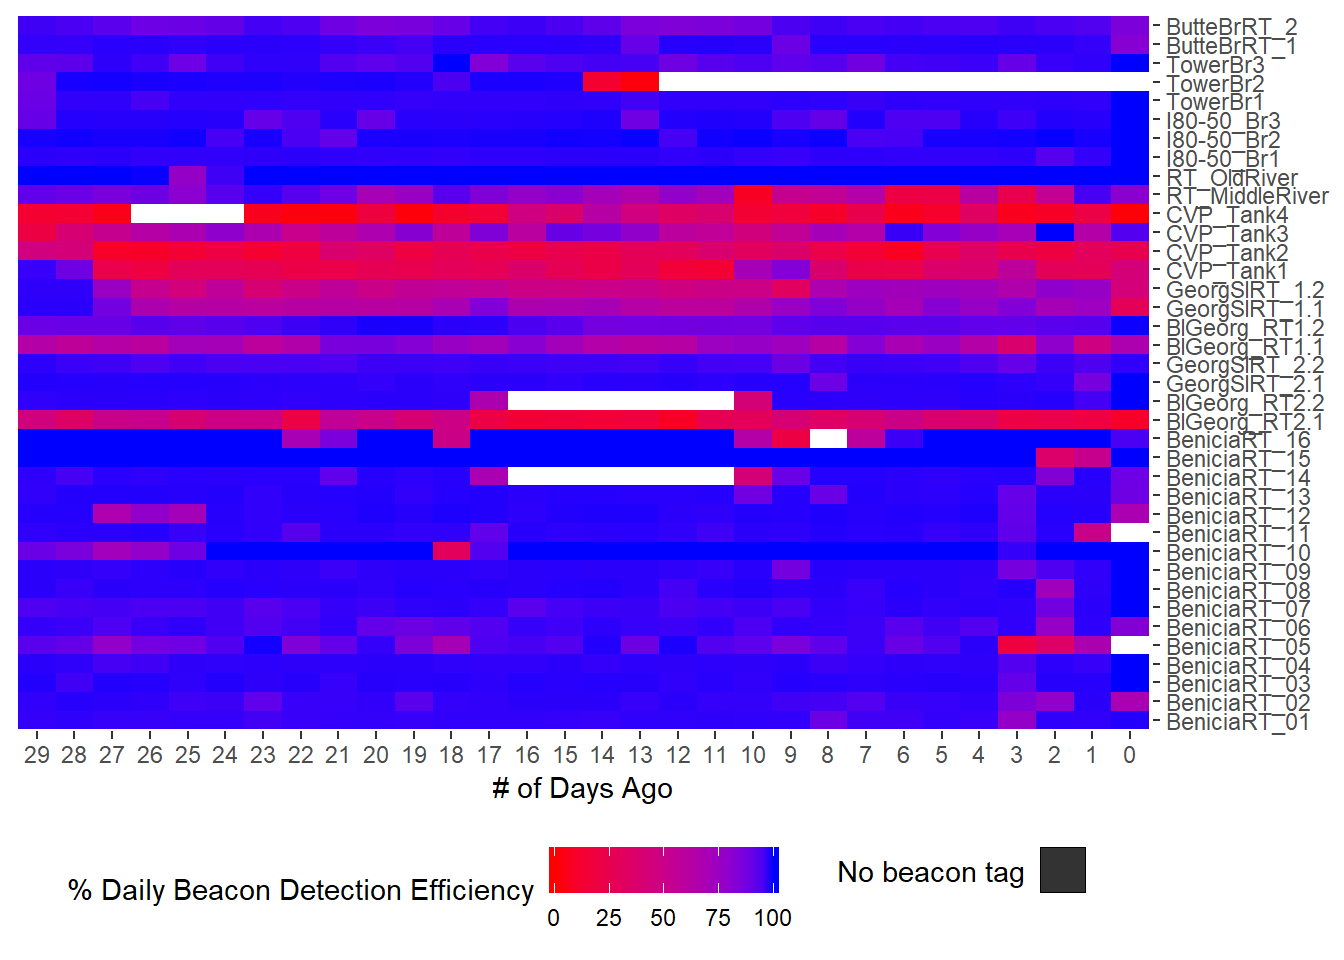 ButteBrRT_2
ButteBrRT_1
TowerBr3
TowerBr2
TowerBr1
I80-50_Br3
I80-50_Br2
I80-50_Br1
RT_OldRiver
RT_MiddleRiver
CVP_Tank4
CVP_Tank3
CVP_Tank2
CVP_Tank1
GeorgSlRT_1.2
GeorgSlRT_1.1
BlGeorg_RT1.2
BlGeorg_RT1.1
GeorgSlRT_2.2
GeorgSlRT_2.1
BlGeorg_RT2.2
BlGeorg_RT2.1
BeniciaRT_16
BeniciaRT_15
BeniciaRT_14
BeniciaRT_13
BeniciaRT_12
BeniciaRT_11
BeniciaRT_10
BeniciaRT_09
BeniciaRT_08
BeniciaRT_07
BeniciaRT_06
BeniciaRT_05
BeniciaRT_04
BeniciaRT_03
BeniciaRT_02
BeniciaRT_01
29 28 27 26 25 24 23 22 21 20 19 18 17 16 15 14 13 12 11 10 9 8 7 6 5 4 3 2 1 0
# of Days Ago
% Daily Beacon Detection Efficiency
0 25 50 75 100
No beacon tag